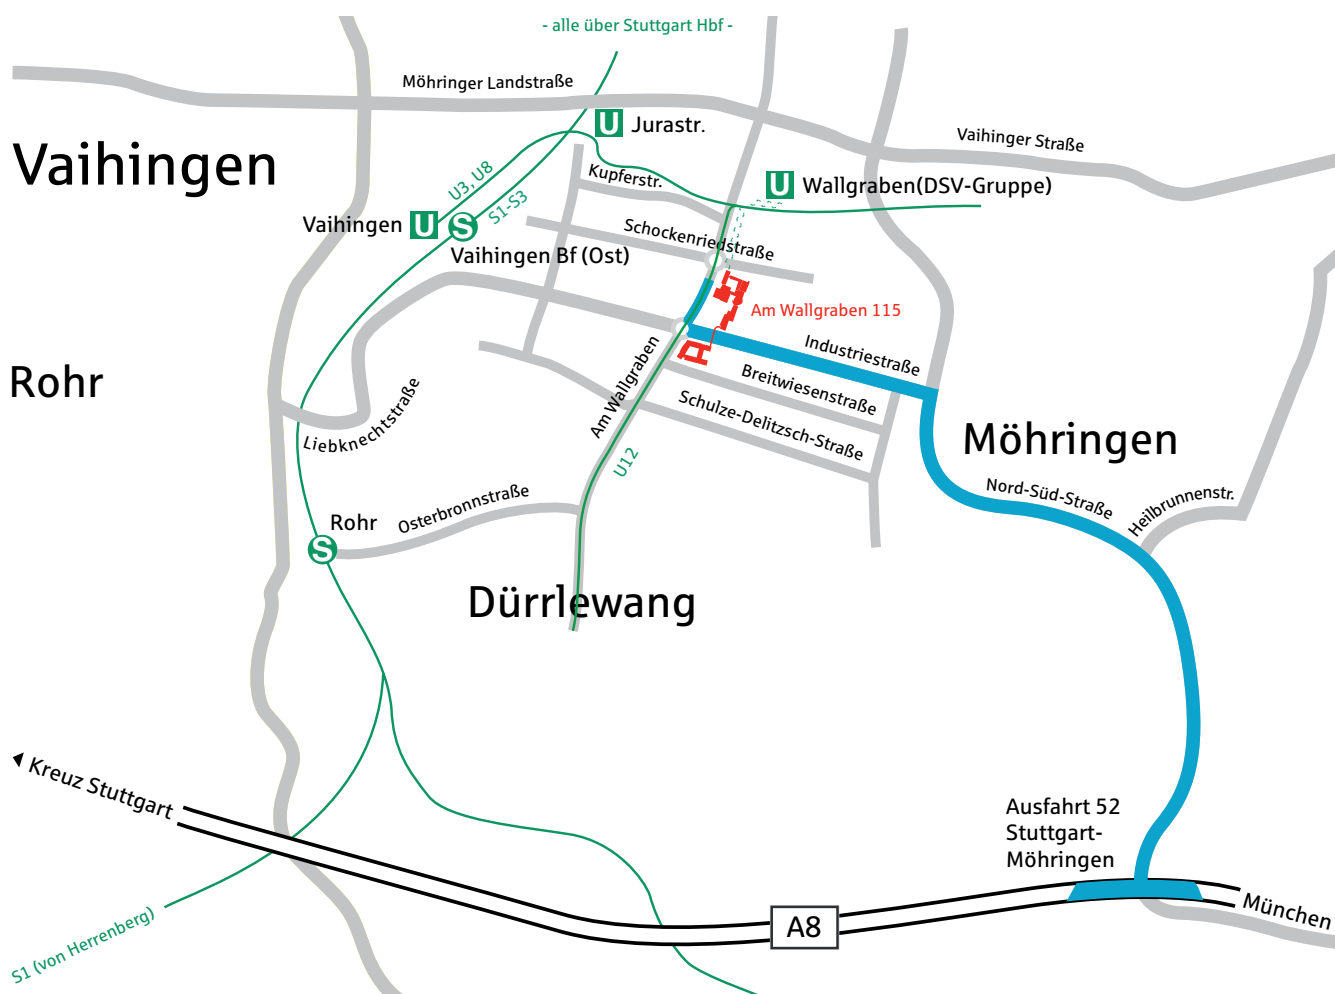 - alle über Stuttgart Hbf -
Möhringer Landstraße
U Jurastr.
Vaihinger Straße
Vaihingen
Kupferstr.
U3, U8
U Wallgraben(DSV-Gruppe)
S1-S3
Vaihingen U S
Schockenriedstraße
Vaihingen Bf (Ost)
Am Wallgraben 115
Industriestraße
Rohr
Am Wallgraben
Breitwiesenstraße
Liebknechtstraße
Schulze-Delitzsch-Straße
Möhringen
U12
Nord-Süd-Straße
Heilbrunnenstr.
Osterbronnstraße
Rohr
S
Dürrlewang
Kreuz Stuttgart
Ausfahrt 52
Stuttgart-
Möhringen
A8
München
S1 (von Herrenberg)